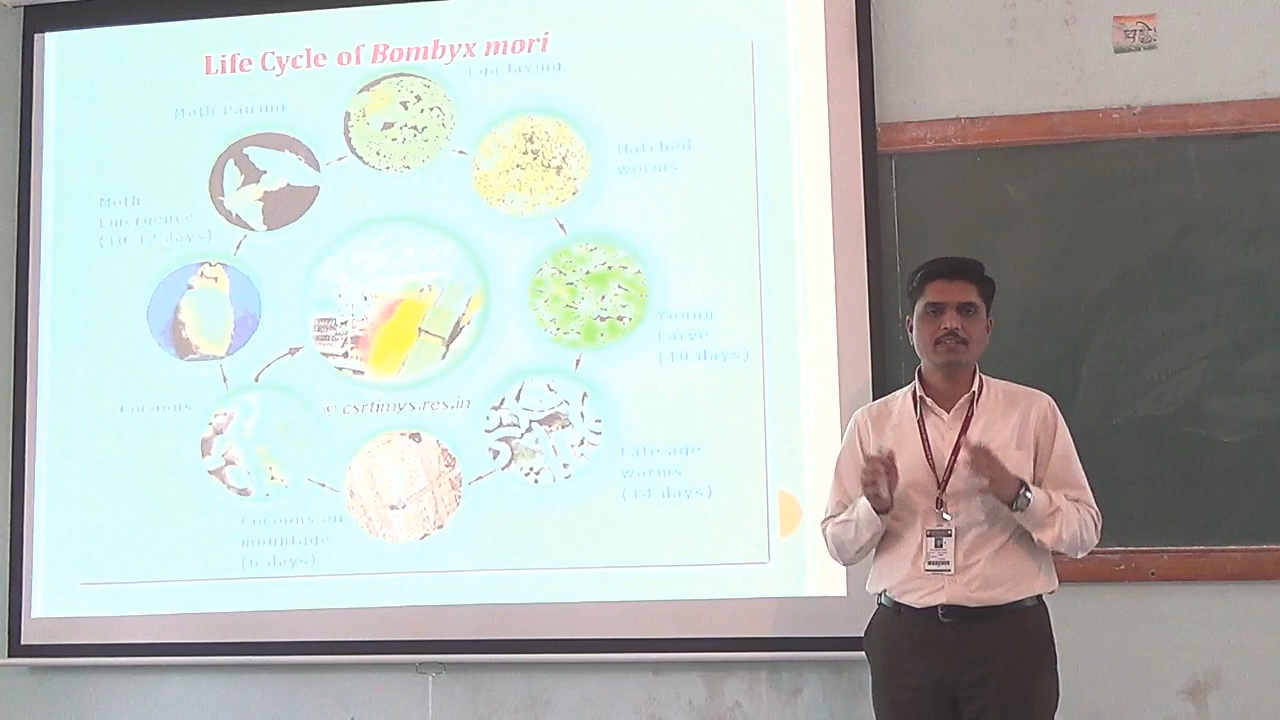 Life Cycle of Bombyx mori
Egg laying
Moth Pairing
Hatched
worms
Moth
Emergence
(10-12 days)
Young
Larve
(10 days)
Cocoons
© csrtimys.res.in
Late age
worms
(14 days)
Cocoons on
mountage
(6 days)